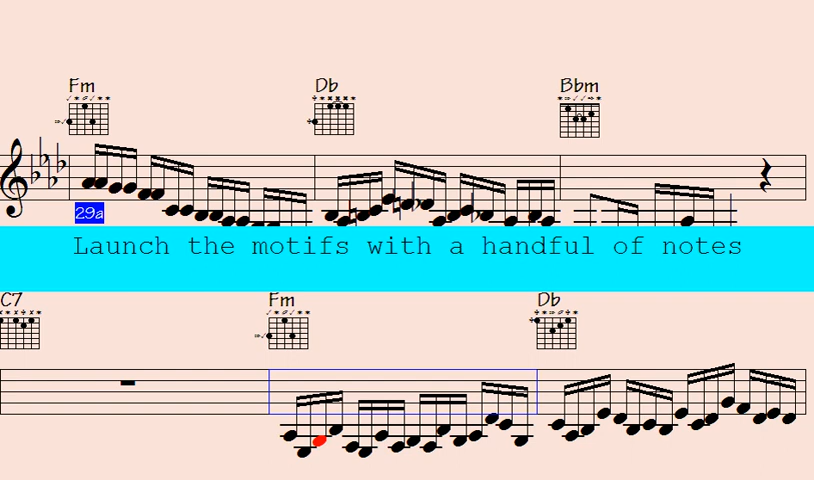 Fm Db Bbm
29a
Launch the motifs with a handful of notes
C7 Fm Db